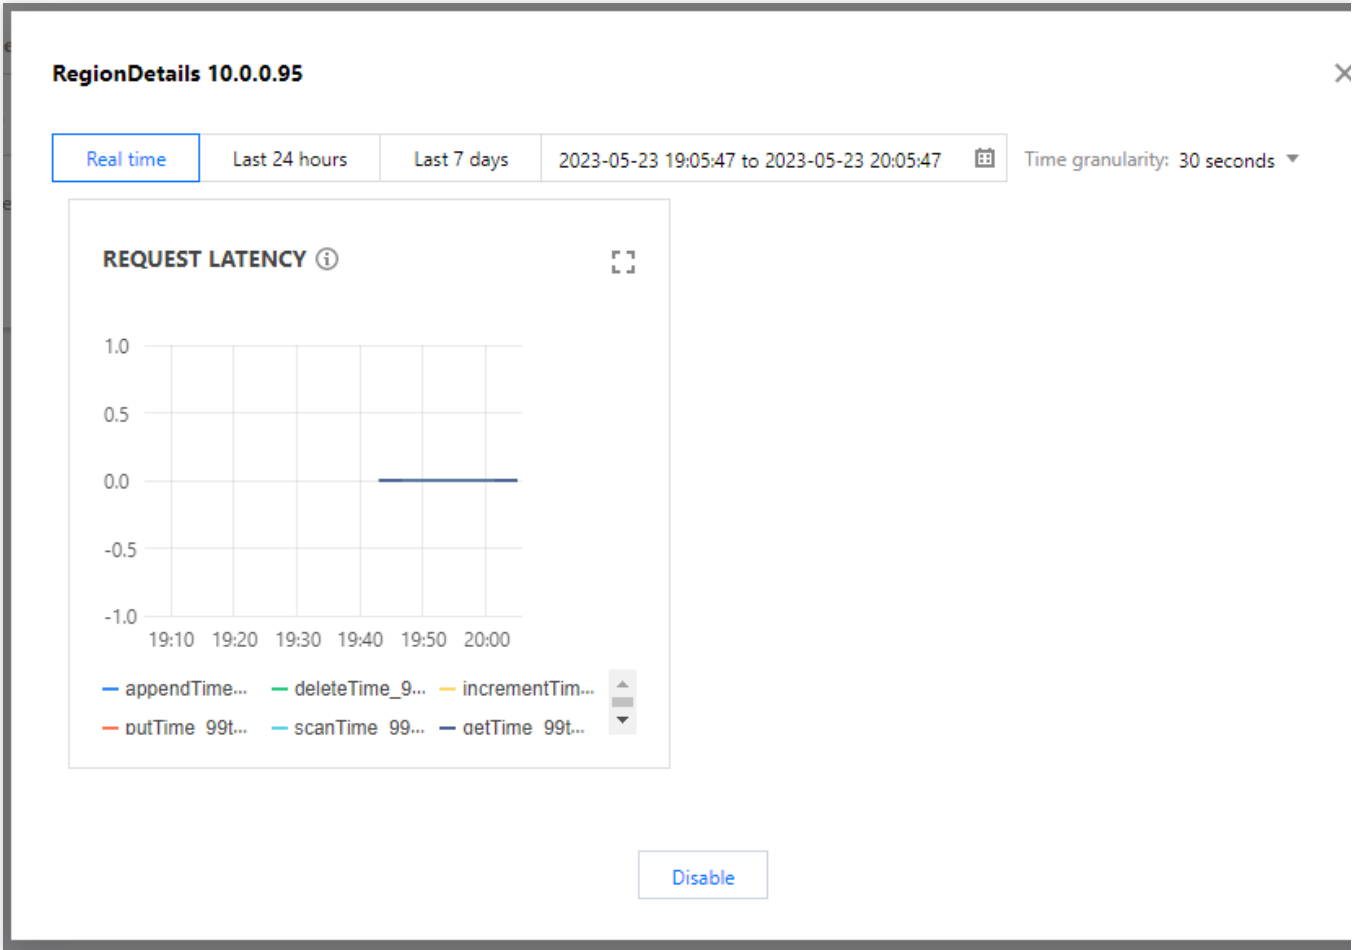 RegionDetails 10.0.0.95
Real time Last 24 hours Last 7 days 2023-05-23 19:05:47 to 2023-05-23 20:05:47 Time granularity: 30 seconds
REQUEST LATENCY
1.0
0.5
0.0
-0.5
-1.0
19:10 19:20 19:30 19:40 19:50 20:00
appendTime... deleteTime_9... incrementTim...
putTime_99t... scanTime_99... getTime_99t...
Disable